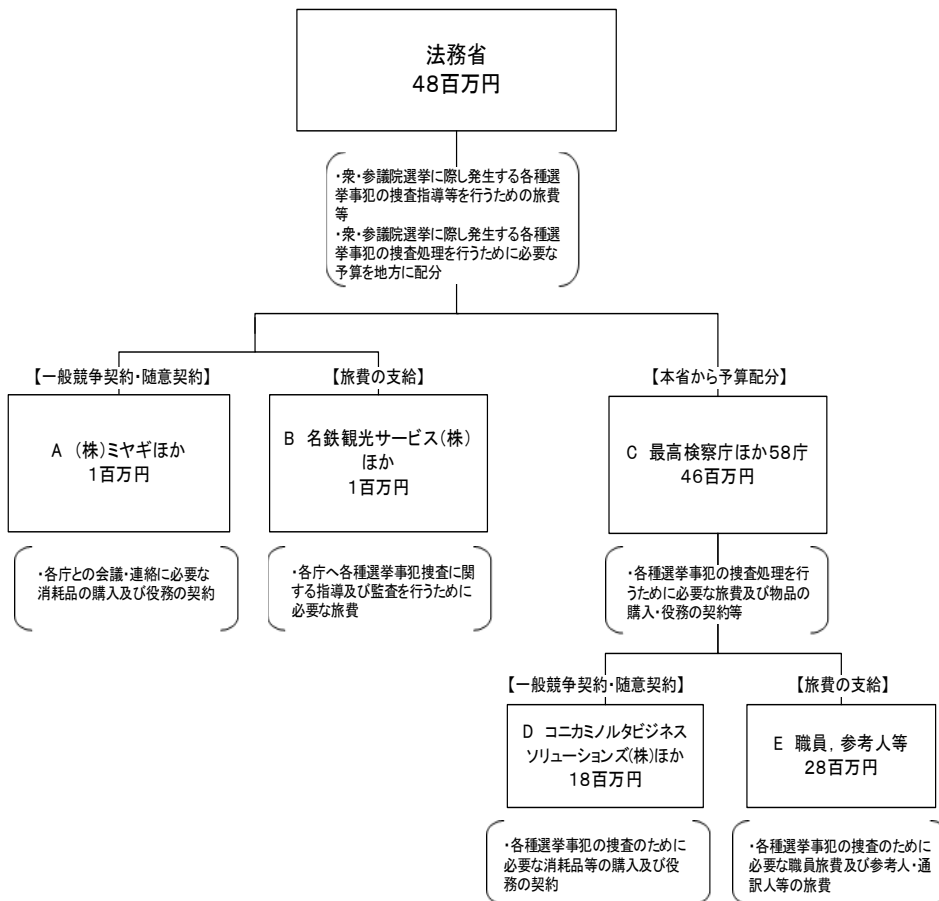 法務省
48百万円
・衆・参議院選挙に際し発生する各種選
挙事犯の捜査指導等を行うための旅費
等
・衆・参議院選挙に際し発生する各種選
挙事犯の捜査処理を行うために必要な
予算を地方に配分
【一般競争契約・随意契約】
A (株)ミヤギほか
1百万円
・各庁との会議・連絡に必要な
消耗品の購入及び役務の契約
【旅費の支給】
B 名鉄観光サービス(株)
ほか
1百万円
・各庁へ各種選挙事犯捜査に関
する指導及び監査を行うために
必要な旅費
【本省から予算配分】
C 最高検察庁ほか58庁
46百万円
・各種選挙事犯の捜査処理を行
うために必要な旅費及び物品の
購入・役務の契約等
【一般競争契約・随意契約】
D コニカミノルタビジネス
ソリューションズ(株)ほか
18百万円
・各種選挙事犯の捜査のために
必要な消耗品等の購入及び役
務の契約
【旅費の支給】
E 職員，参考人等
28百万円
・各種選挙事犯の捜査のために
必要な職員旅費及び参考人・通
訳人等の旅費